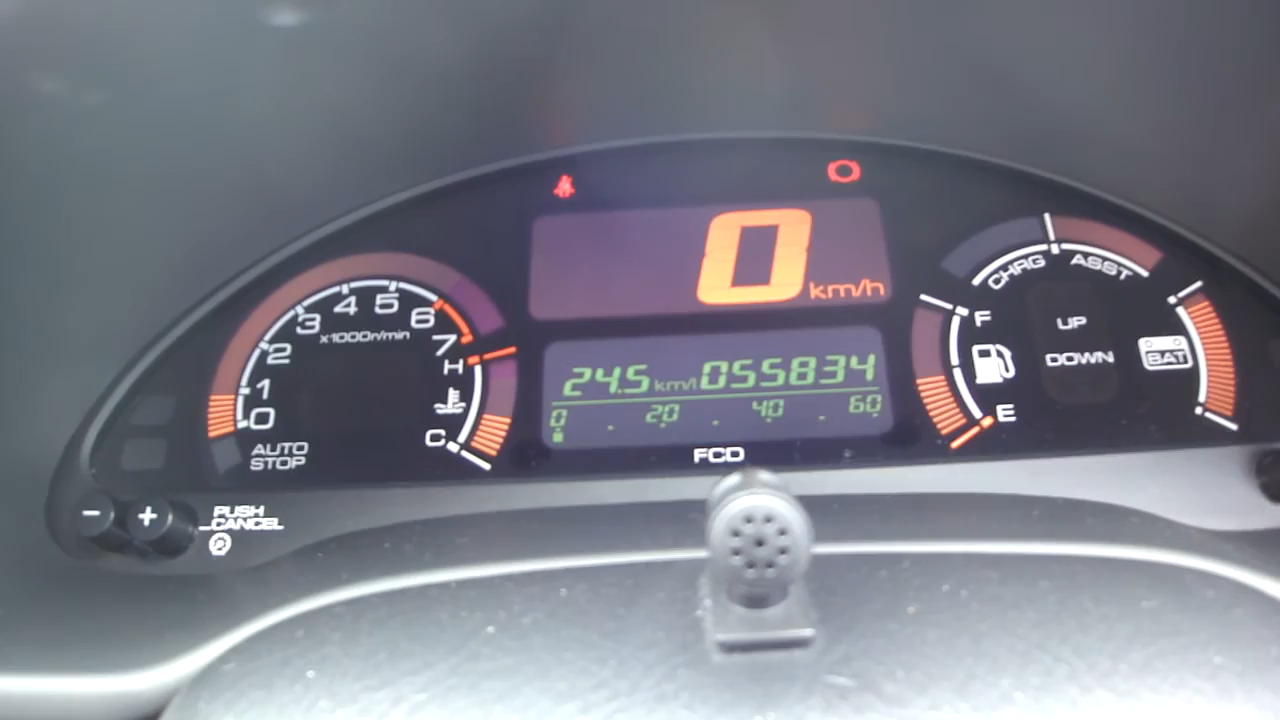 0 km/h
24.5 km/l 055834
0 . 20 . 40 . 60
FCD
0 1 2 3 4 5 6 7
x1000r/min
AUTO
STOP
H
C
CHRG ASST
F
E
UP
DOWN
BAT
- +
PUSH
CANCEL